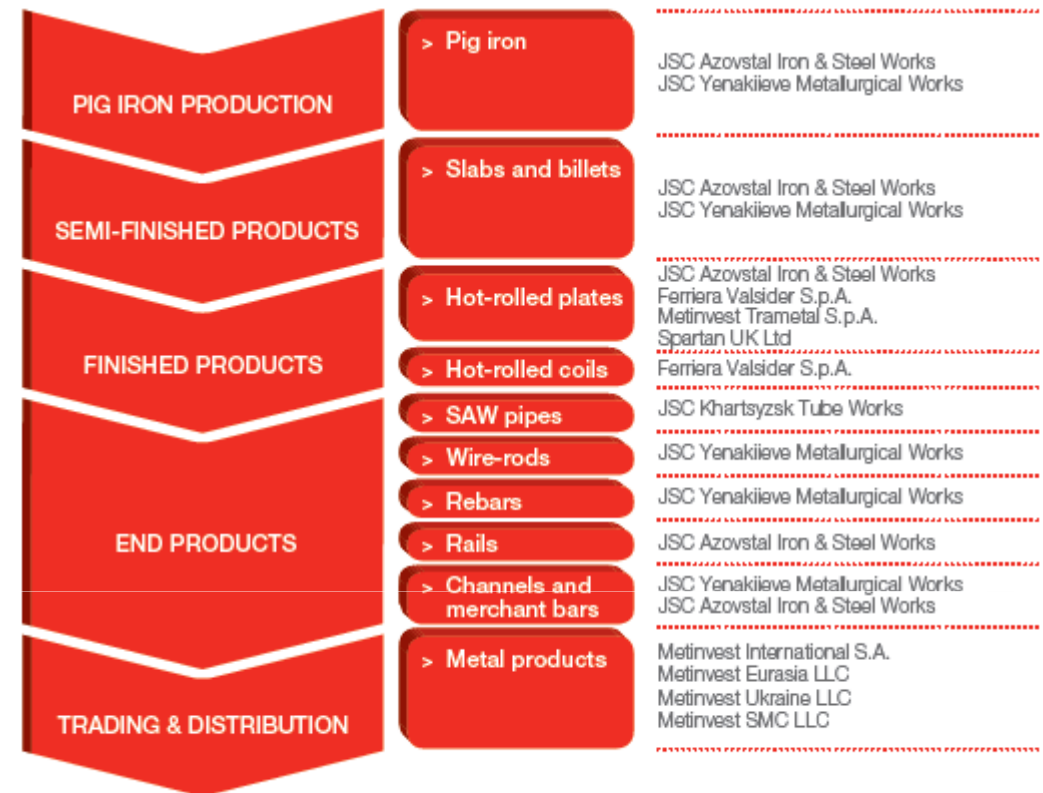 PIG IRON PRODUCTION
> Pig iron
JSC Azovstal Iron & Steel Works
JSC Yenakiieve Metallurgical Works
SEMI-FINISHED PRODUCTS
> Slabs and billets
JSC Azovstal Iron & Steel Works
JSC Yenakiieve Metallurgical Works
FINISHED PRODUCTS
> Hot-rolled plates
JSC Azovstal Iron & Steel Works
Ferriera Valsider S.p.A.
Metinvest Trametal S.p.A.
Spartan UK Ltd
> Hot-rolled coils
Ferriera Valsider S.p.A.
END PRODUCTS
> SAW pipes
JSC Khartsyzsk Tube Works
> Wire-rods
JSC Yenakiieve Metallurgical Works
> Rebars
JSC Yenakiieve Metallurgical Works
> Rails
JSC Azovstal Iron & Steel Works
> Channels and
merchant bars
JSC Yenakiieve Metallurgical Works
JSC Azovstal Iron & Steel Works
TRADING & DISTRIBUTION
> Metal products
Metinvest International S.A.
Metinvest Eurasia LLC
Metinvest Ukraine LLC
Metinvest SMC LLC